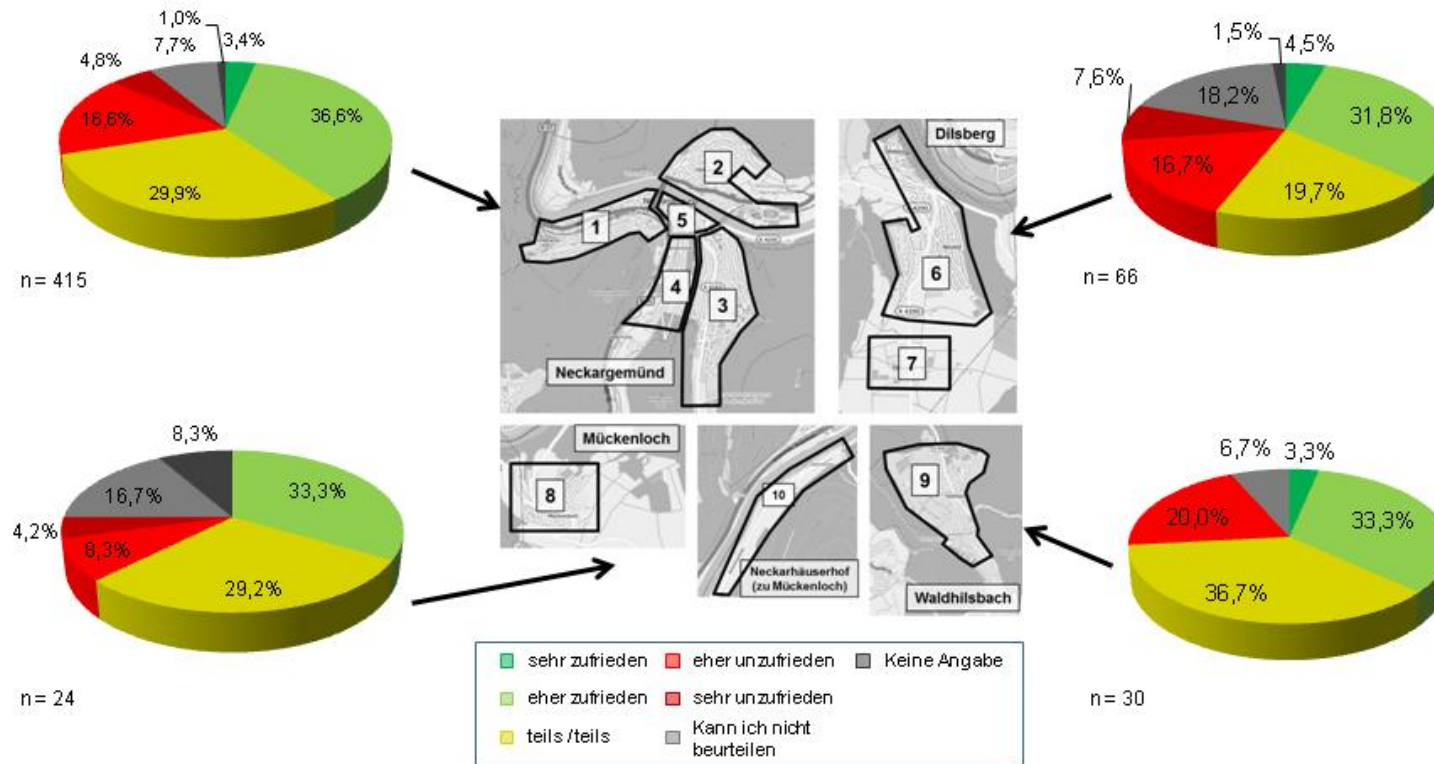 1,0%
7,7%
3,4%
4,8%
16,6%
36,6%
29,9%
n= 415
1,5%
4,5%
7,6%
18,2%
31,8%
16,7%
19,7%
n= 66
2
1
5
4
3
Neckargemünd
Dilsberg
6
7
Mückenloch
8
10
Neckarhäuserhof
(zu Mückenloch)
9
Waldhilsbach
8,3%
16,7%
33,3%
4,2%
8,3%
29,2%
n= 24
6,7%
3,3%
20,0%
33,3%
36,7%
n= 30
sehr zufrieden
eher unzufrieden
Keine Angabe
eher zufrieden
sehr unzufrieden
teils /teils
Kann ich nicht
beurteilen